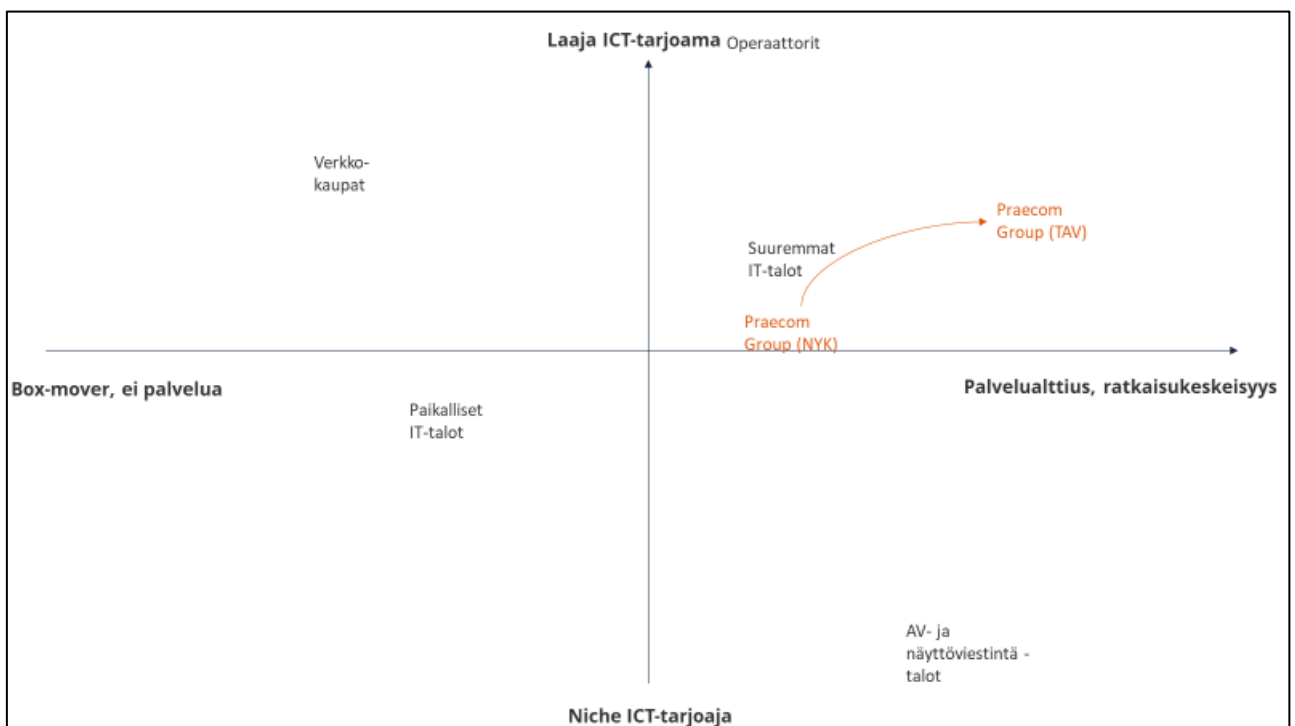 Laaja ICT-tarjoama Operaattorit
Verkko-
kaupat
Praecom
Group (TAV)
Suuremmat
IT-talot
Praecom
Group (NYK)
Box-mover, ei palvelua
Palvelualttius, ratkaisukeskeisyys
Paikalliset
IT-talot
AV- ja
näyttöviestintä -
talot
Niche ICT-tarjoaja